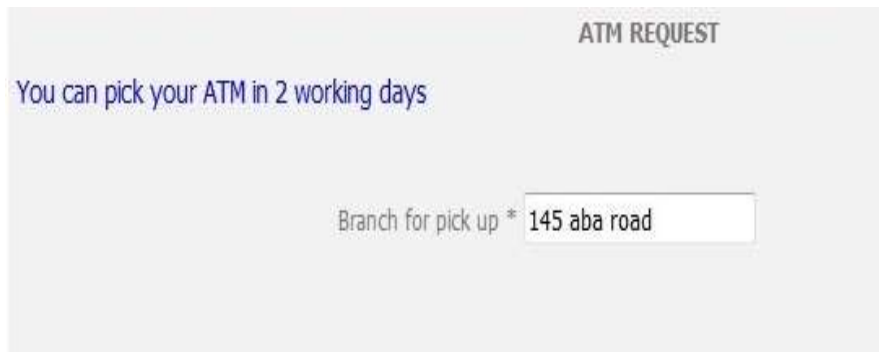 ATM REQUEST
You can pick your ATM in 2 working days
Branch for pick up * 145 aba road